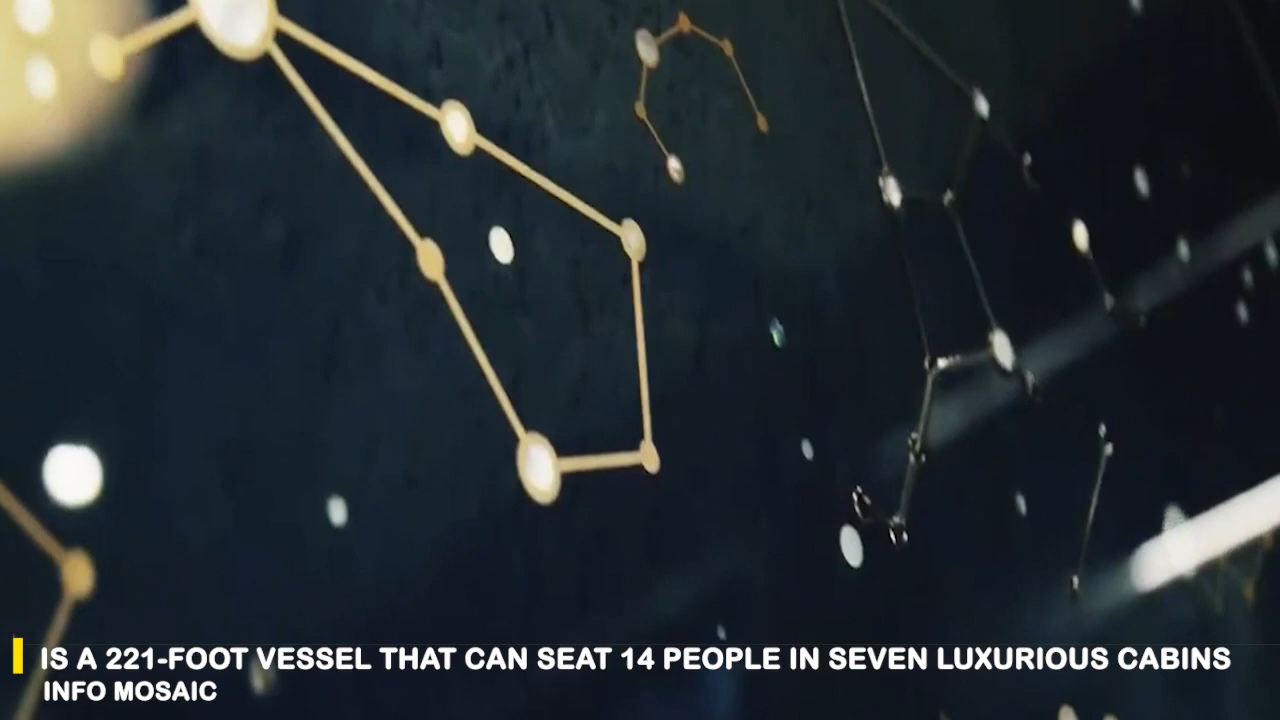 IS A 221-FOOT VESSEL THAT CAN SEAT 14 PEOPLE IN SEVEN LUXURIOUS CABINS
INFO MOSAIC